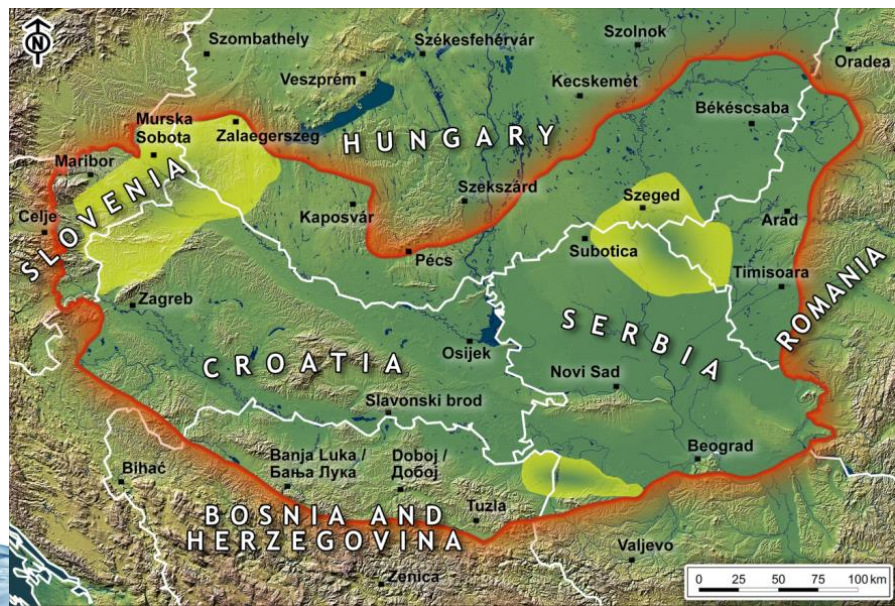 N
Szombathely
Székesfehérvár
Szolnok
Oradea
Veszprém
Kecskemèt
Murska
Sobota
Zalaegerszeg
Békéscsaba
HUNGARY
Maribor
SLOVENIA
Celje
Kaposvár
Szekszárd
Szeged
Arad
Pécs
Subotica
Timisoara
Zagreb
ROMANIA
SERBIA
Osijek
CROATIA
Novi Sad
Slavonski brod
Beograd
Banja Luka /
Бања Лука
Doboj /
Добој
Bihać
Tuzla
BOSNIA AND
HERZEGOVINA
Valjevo
Zenica
0 25 50 75 100 km